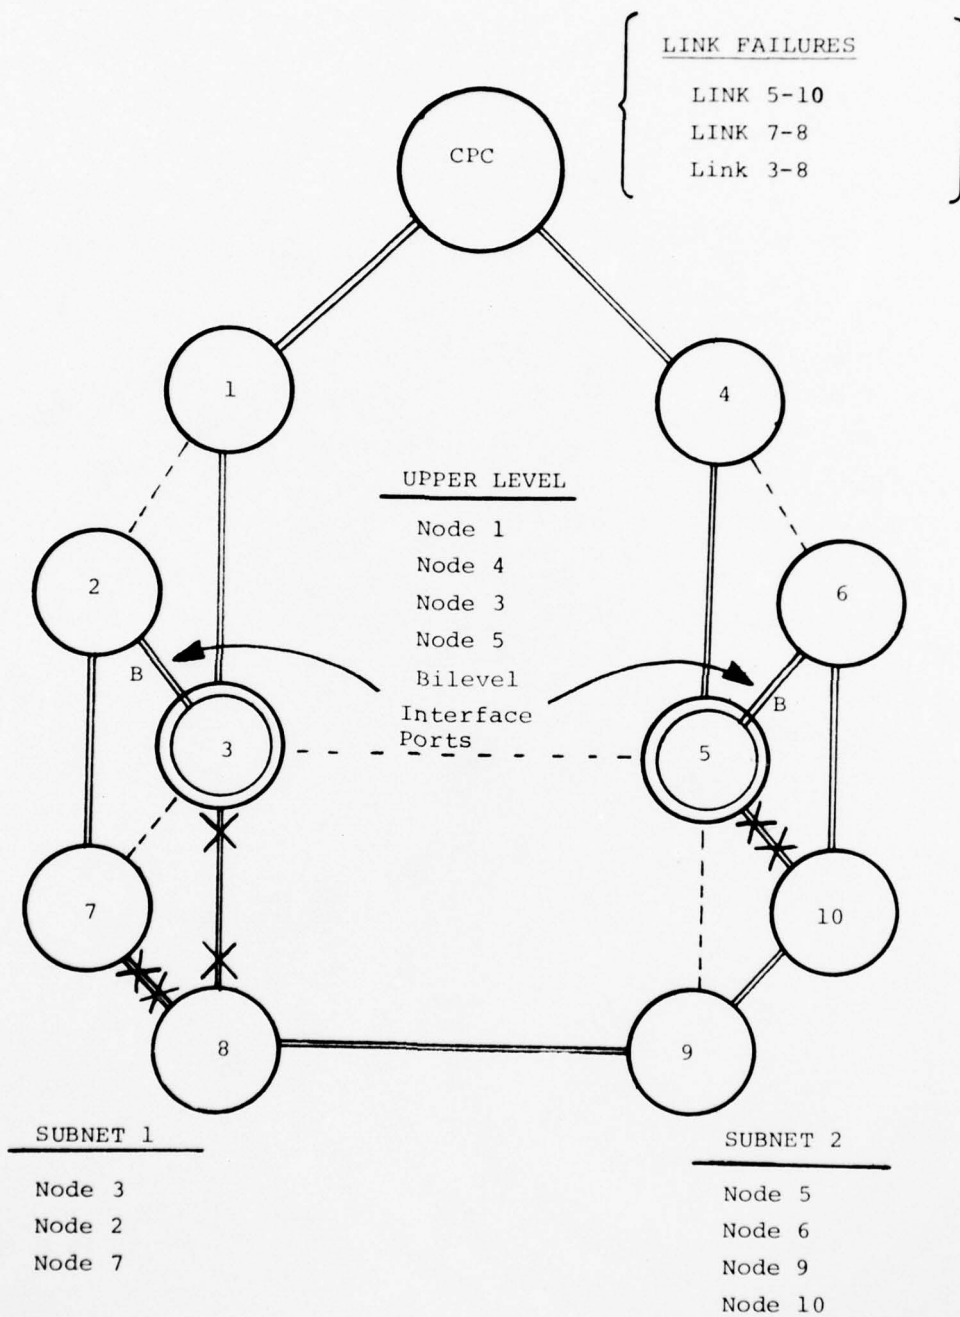 LINK FAILURES
LINK 5-10
LINK 7-8
Link 3-8
CPC
1
4
UPPER LEVEL
Node 1
Node 4
Node 3
Node 5
Bilevel
Interface
Ports
2
6
B
B
3
5
7
10
8
9
SUBNET 1
Node 3
Node 2
Node 7
SUBNET 2
Node 5
Node 6
Node 9
Node 10